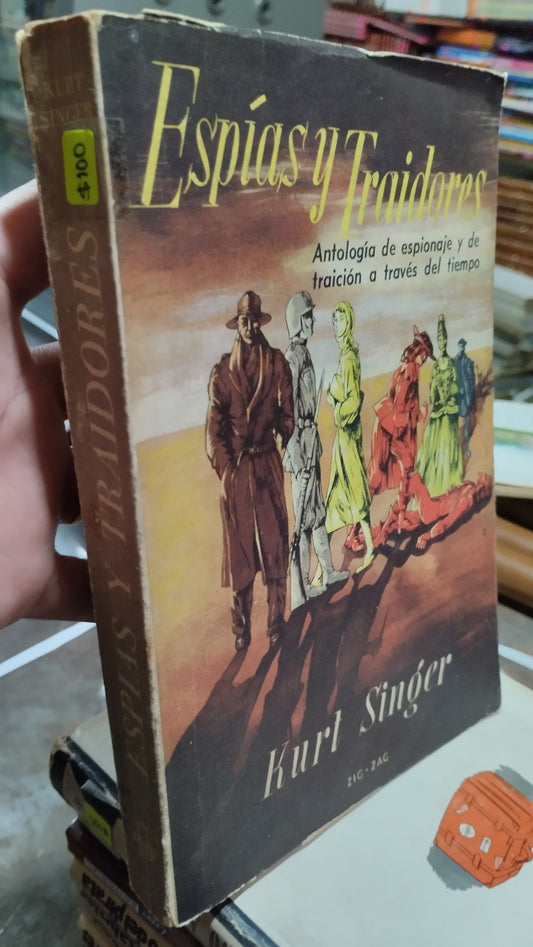 Espías y Traidores
Antología de espionaje y de
traición a través del tiempo
Kurt Singer
ZIG-ZAG
KURT
SINGER
$100
ESPIAS Y TRAIDORES